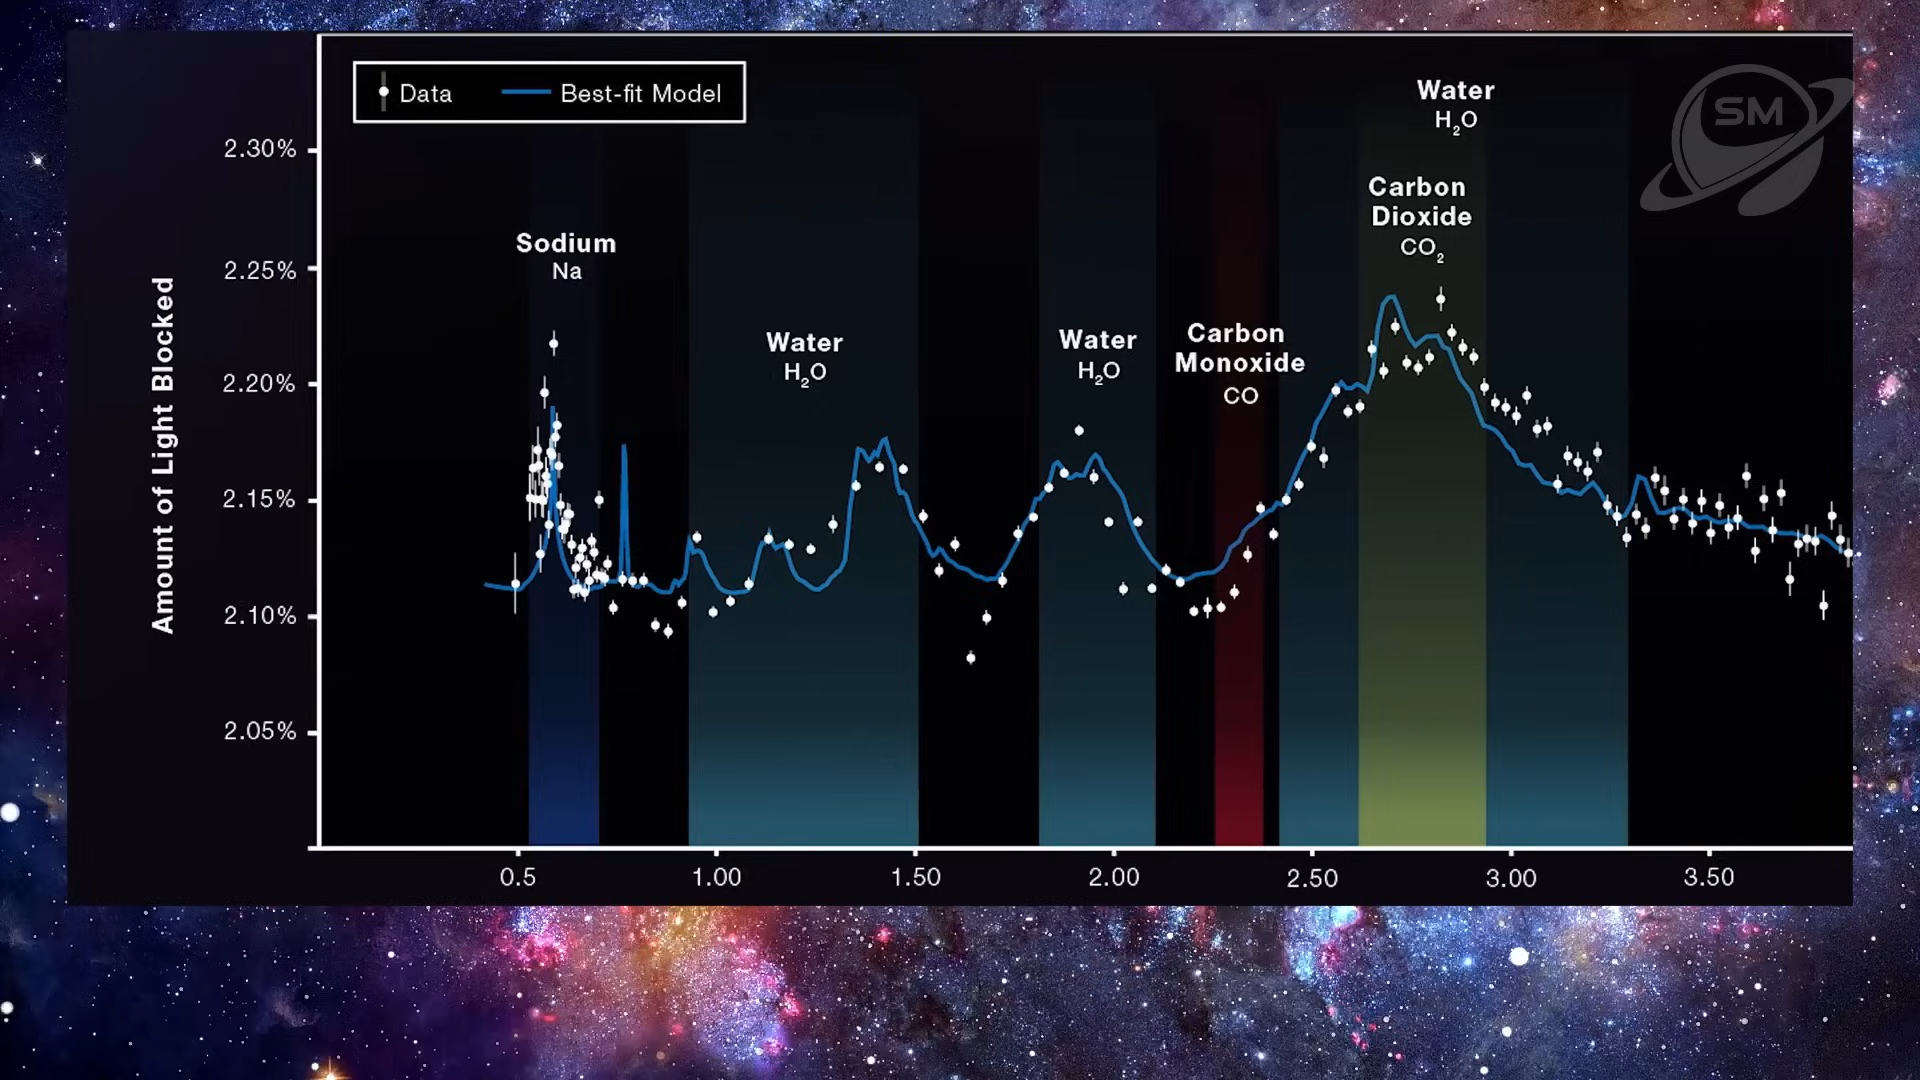 SM
Data
Best-fit Model
Water
H₂O
Carbon
Dioxide
CO₂
Sodium
Na
Water
H₂O
Water
H₂O
Carbon
Monoxide
CO
Amount of Light Blocked
2.30%
2.25%
2.20%
2.15%
2.10%
2.05%
0.5
1.00
1.50
2.00
2.50
3.00
3.50